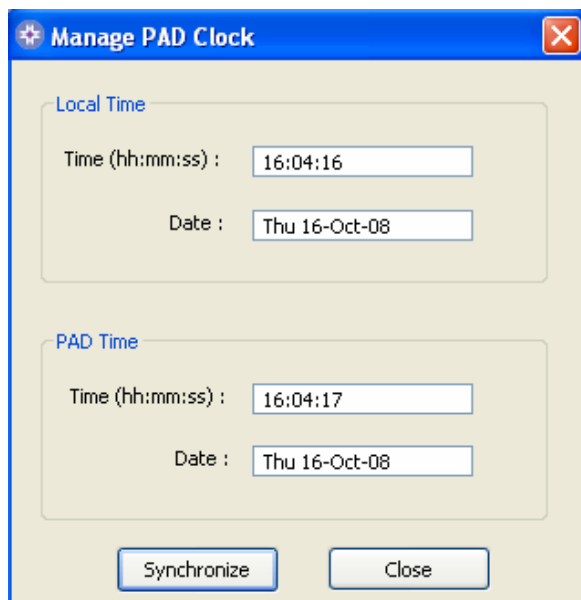 Manage PAD Clock
Local Time
Time (hh:mm:ss) : 16:04:16
Date : Thu 16-Oct-08
PAD Time
Time (hh:mm:ss) : 16:04:17
Date : Thu 16-Oct-08
Synchronize Close